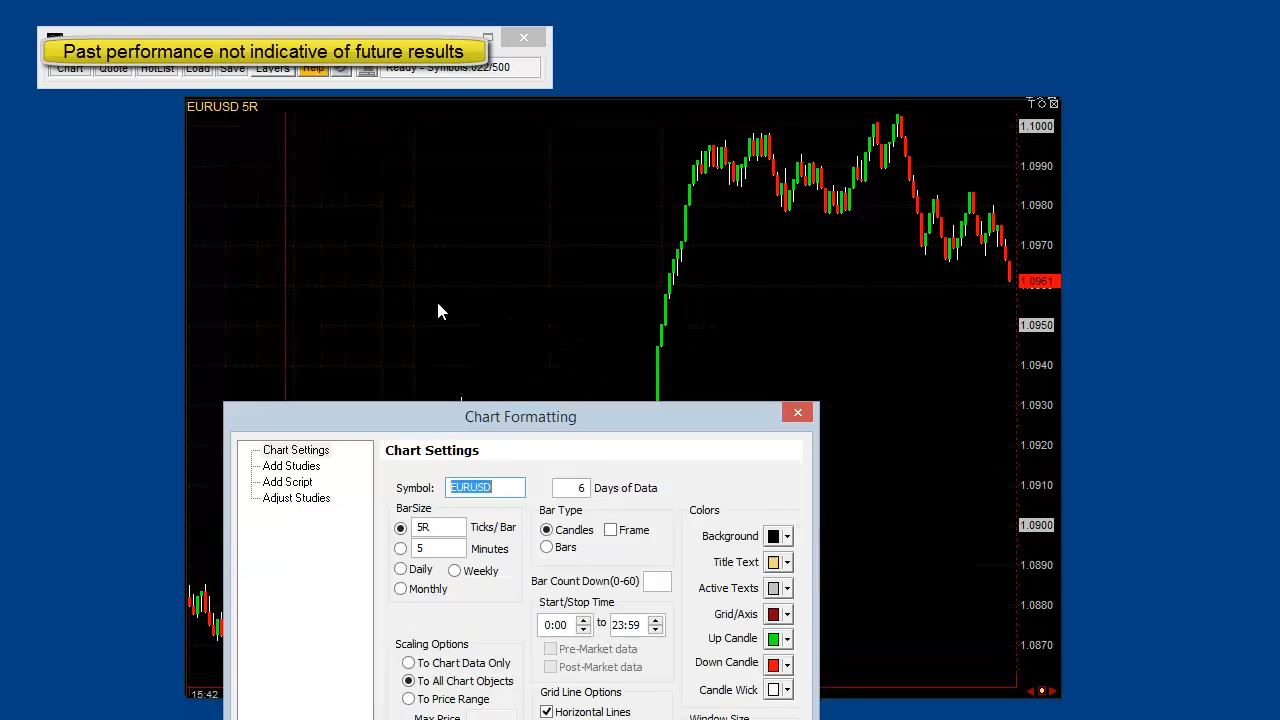 Past performance not indicative of future results
Chart Quote HotList Load Save Layers Help Ready - Symbols:022/500
EURUSD 5R
1.1000
1.0990
1.0980
1.0970
1.0961
1.0950
1.0940
1.0930
1.0920
1.0910
1.0900
1.0890
1.0880
1.0870
15:42
Chart Formatting
Chart Settings
Add Studies
Add Script
Adjust Studies
Chart Settings
Symbol: EURUSD 6 Days of Data
BarSize
5R Ticks/Bar
5 Minutes
Daily Weekly
Monthly
Bar Type
Candles Frame
Bars
Bar Count Down(0-60)
Start/Stop Time
0:00 to 23:59
Pre-Market data
Post-Market data
Scaling Options
To Chart Data Only
To All Chart Objects
To Price Range
Max Price
Grid Line Options
Horizontal Lines
Colors
Background
Title Text
Active Texts
Grid/Axis
Up Candle
Down Candle
Candle Wick
Window Size